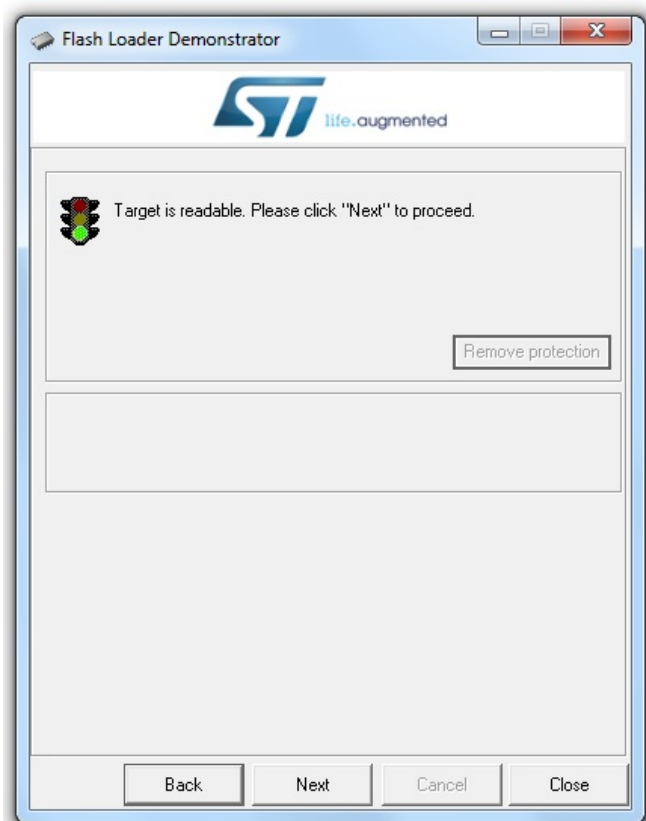 Flash Loader Demonstrator
ST life.augmented
Target is readable. Please click "Next" to proceed.
Remove protection
Back Next Cancel Close